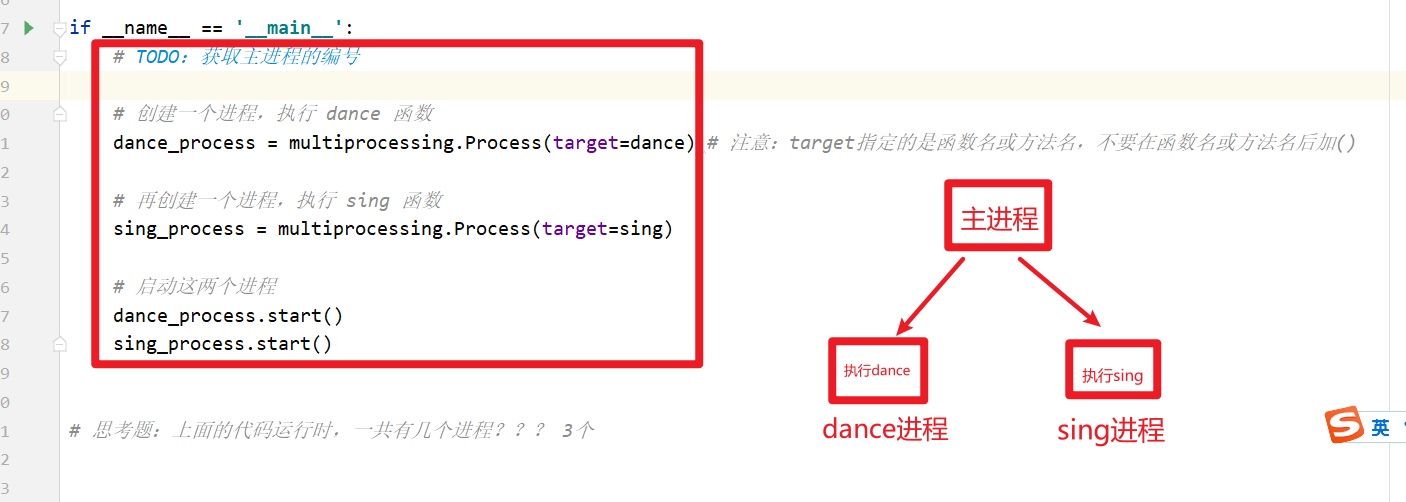 7 if __name__ == '__main__':
8 # TODO: 获取主进程的编号
9
0 # 创建一个进程，执行 dance 函数
1 dance_process = multiprocessing.Process(target=dance) # 注意：target指定的是函数名或方法名，不要在函数名或方法名后加()
2
3 # 再创建一个进程，执行 sing 函数
4 sing_process = multiprocessing.Process(target=sing)
5
6 # 启动这两个进程
7 dance_process.start()
8 sing_process.start()
9
0
1 # 思考题：上面的代码运行时，一共有几个进程？？？ 3个
2
3
主进程
执行dance
执行sing
dance进程
sing进程
S 英